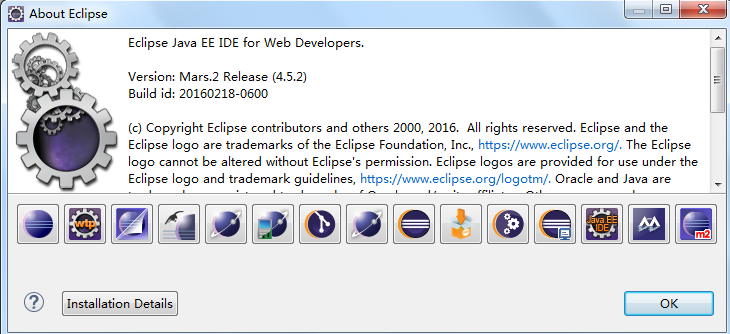 About Eclipse
Eclipse Java EE IDE for Web Developers.
Version: Mars.2 Release (4.5.2)
Build id: 20160218-0600
(c) Copyright Eclipse contributors and others 2000, 2016.  All rights reserved. Eclipse and the
Eclipse logo are trademarks of the Eclipse Foundation, Inc., https://www.eclipse.org/. The Eclipse
logo cannot be altered without Eclipse's permission. Eclipse logos are provided for use under the
Eclipse logo and trademark guidelines, https://www.eclipse.org/logotm/. Oracle and Java are
wtp
Java EE
IDE
m2
?
Installation Details
OK